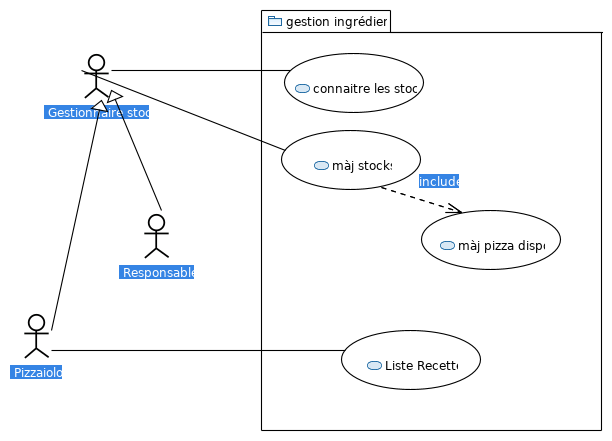 gestion ingrédier
connaitre les stoc
Gestionnaire stoc
màj stocks
include
màj pizza dispo
Responsable
Liste Recette
Pizzaiolo